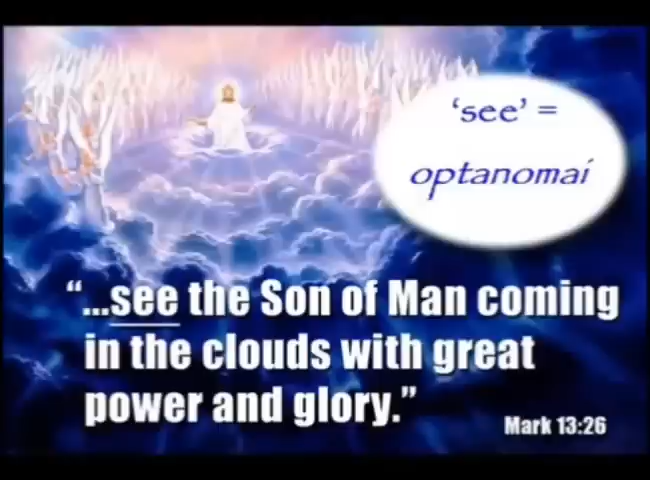 ‘see’ =
optanomai
“...see the Son of Man coming
in the clouds with great
power and glory.”
Mark 13:26